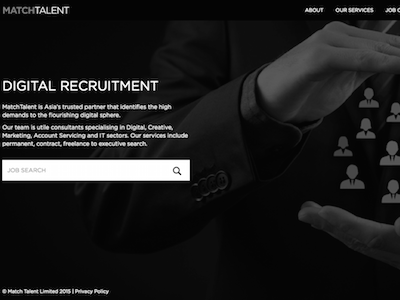 MATCHTALENT
ABOUT OUR SERVICES JOB
DIGITAL RECRUITMENT
MatchTalent is Asia's trusted partner that identifies the high
demands to the flourishing digital sphere.
Our team is utile consultants specialising in Digital, Creative,
Marketing, Account Servicing and IT sectors. Our services include
permanent, contract, freelance to executive search.
JOB SEARCH
© Match Talent Limited 2015 | Privacy Policy